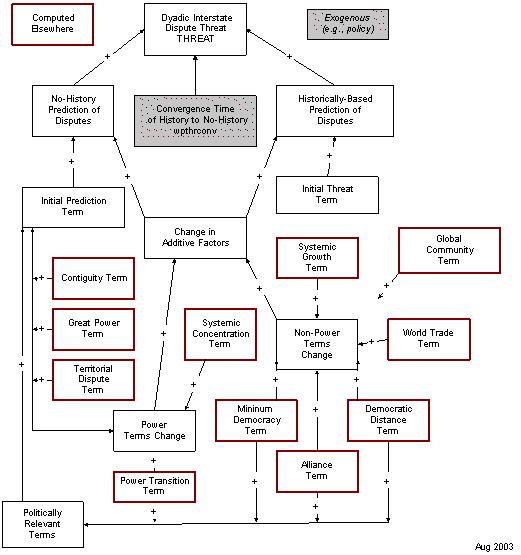 Computed
Elsewhere
Dyadic Interstate
Dispute Threat
THREAT
Exogenous
(e.g., policy)
+
+
No-History
Prediction of
Disputes
Convergence Time
of History to No-History
wpthrconv
Historically-Based
Prediction of
Disputes
+
+
+
+
+
Initial Prediction
Term
Initial Threat
Term
Change in
Additive Factors
Systemic
Growth
Term
Global
Community
Term
+
Contiguity Term
+
+
+
+
Great Power
Term
Systemic
Concentration
Term
+
Non-Power
Terms
Change
+
World Trade
Term
+
+
Territorial
Dispute
Term
+
+
+
+
Power
Terms Change
Mininum
Democracy
Term
Democratic
Distance
Term
+
Power Transition
Term
Alliance
Term
+
+
+
+
Politically
Relevant
Terms
Aug 2003